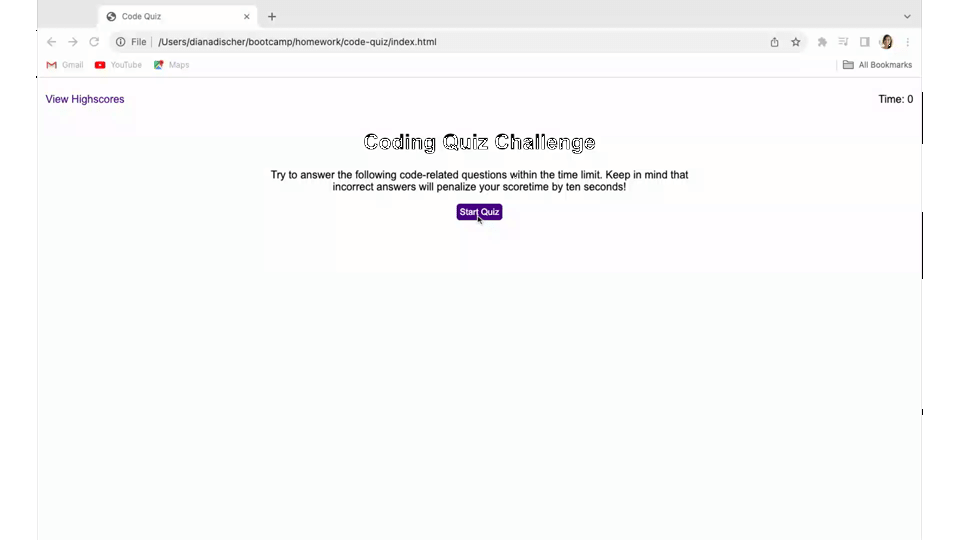 Code Quiz
File /Users/dianadischer/bootcamp/homework/code-quiz/index.html
Gmail YouTube Maps All Bookmarks
View Highscores Time: 0
Coding Quiz Challenge
Try to answer the following code-related questions within the time limit. Keep in mind that
incorrect answers will penalize your scoretime by ten seconds!
Start Quiz